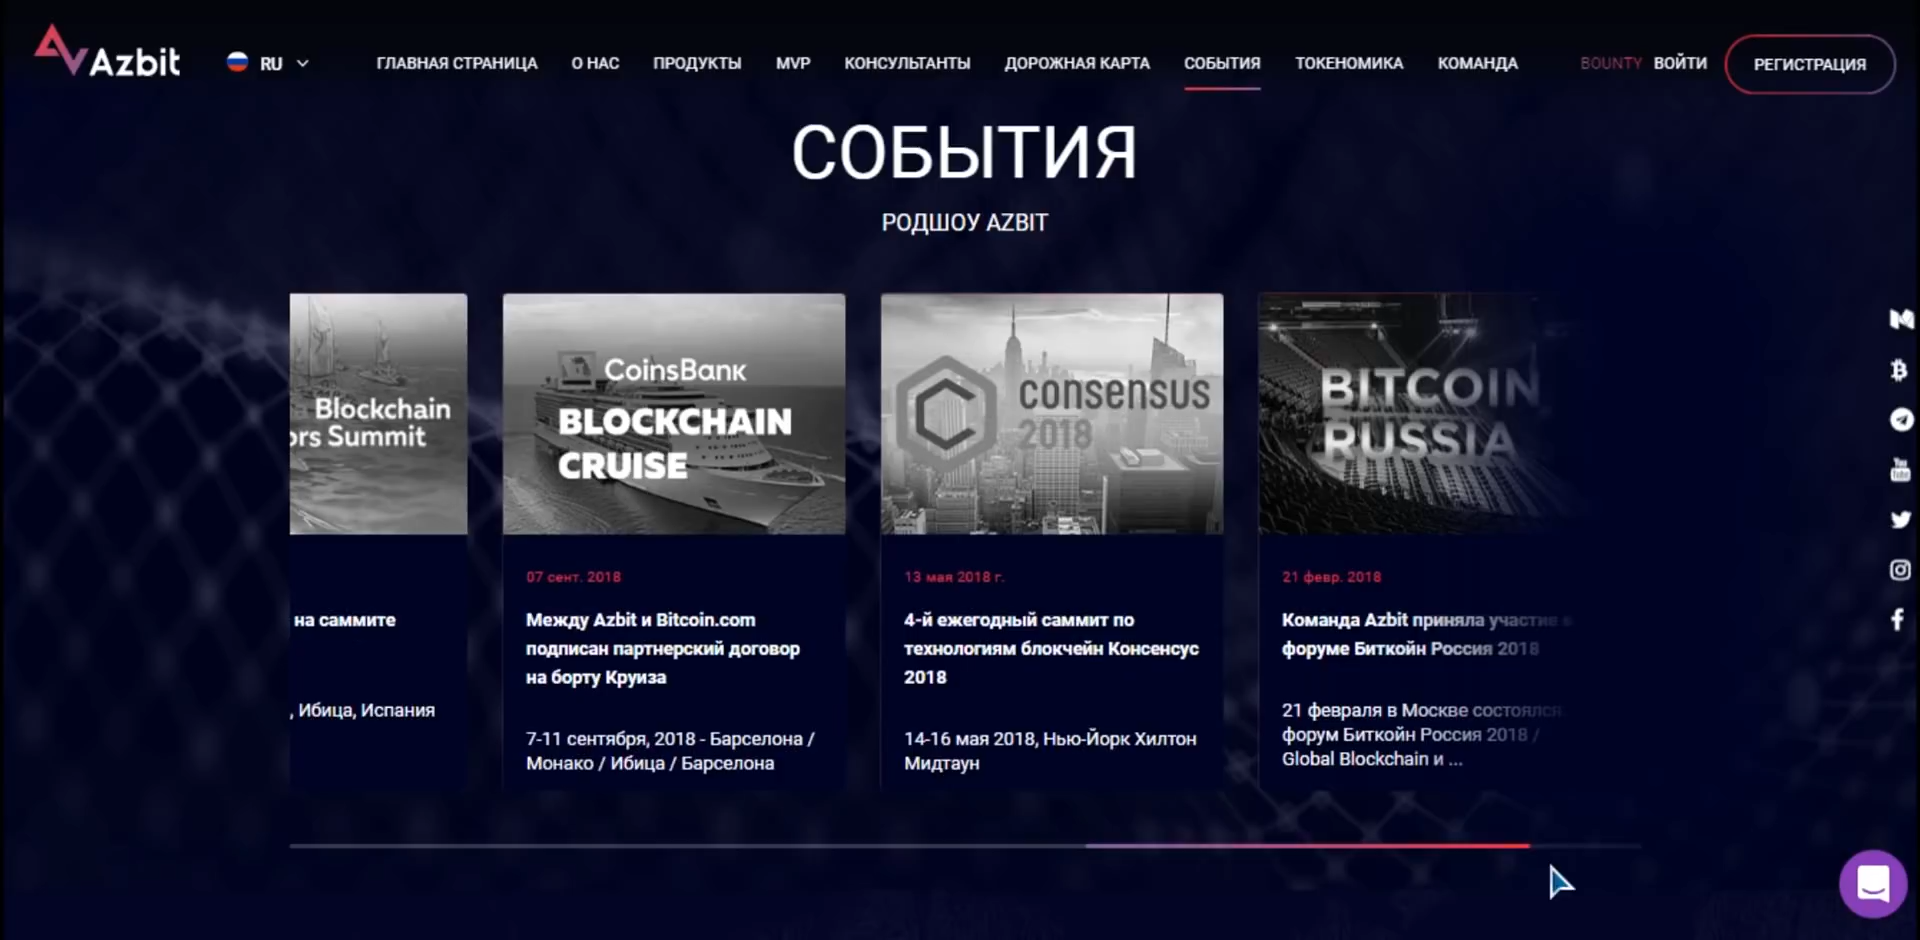 Azbit
RU
ГЛАВНАЯ СТРАНИЦА
О НАС
ПРОДУКТЫ
MVP
КОНСУЛЬТАНТЫ
ДОРОЖНАЯ КАРТА
СОБЫТИЯ
ТОКЕНОМИКА
КОМАНДА
BOUNTY
ВОЙТИ
РЕГИСТРАЦИЯ
СОБЫТИЯ
РОДШОУ AZBIT
Blockchain
ors Summit
на саммите
, Ибица, Испания
CoinsBank
BLOCKCHAIN
CRUISE
07 сент. 2018
Между Azbit и Bitcoin.com
подписан партнерский договор
на борту Круиза
7-11 сентября, 2018 - Барселона /
Монако / Ибица / Барселона
consensus
2018
13 мая 2018 г.
4-й ежегодный саммит по
технологиям блокчейн Консенсус
2018
14-16 мая 2018, Нью-Йорк Хилтон
Мидтаун
BITCOIN
RUSSIA
21 февр. 2018
Команда Azbit приняла участие в
форуме Биткойн Россия 2018
21 февраля в Москве состоялся
форум Биткойн Россия 2018 /
Global Blockchain и ...
You
Tube